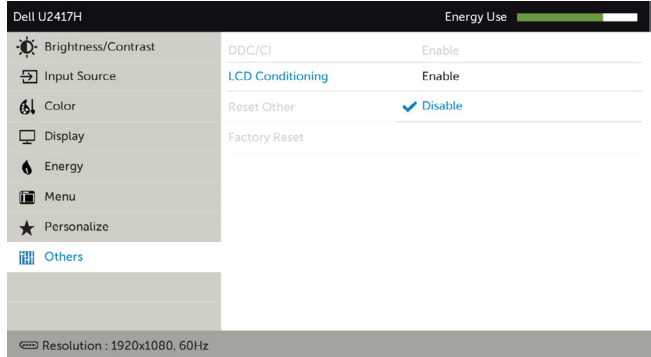 Dell U2417H Energy Use
Brightness/Contrast DDC/CI Enable
Input Source LCD Conditioning Enable
Color Reset Other Disable
Display Factory Reset
Energy
Menu
Personalize
Others
Resolution : 1920x1080, 60Hz